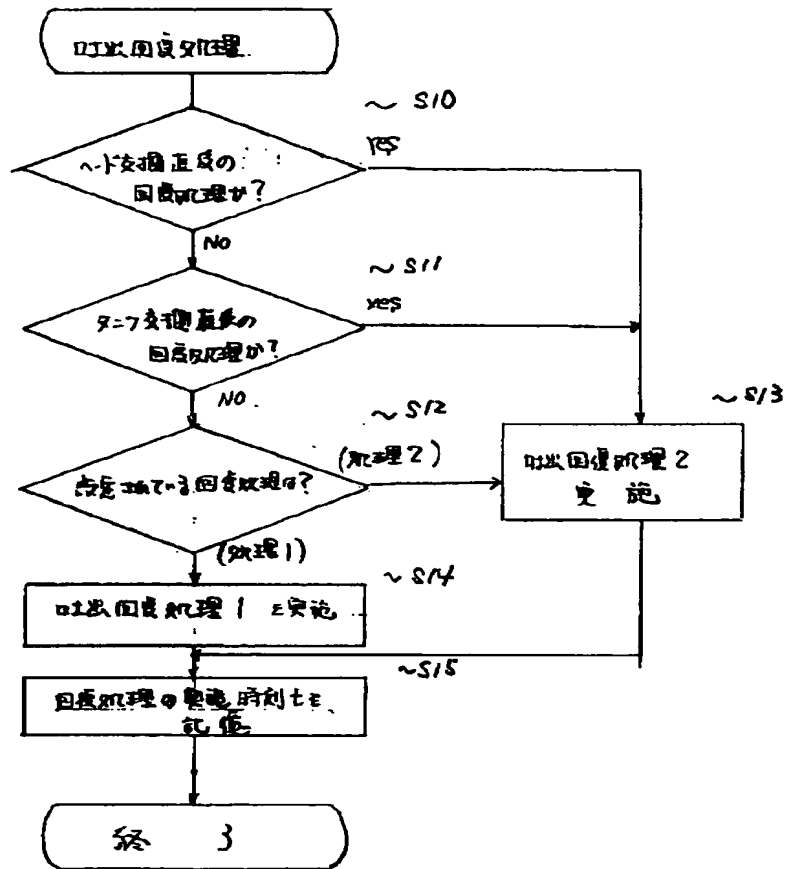 吐出回復処理
~ S10
ヘッド交換直後の
回復処理か?
yes
NO
~ S11
タンク交換直後の
回復処理か?
yes
NO
~ S12
~ S13
(処理2)
されている回復処理は?
吐出回復処理2
実 施
(処理1)
~ S14
吐出回復処理1を実施
~ S15
回復処理の実施時刻tを
記憶
終 了